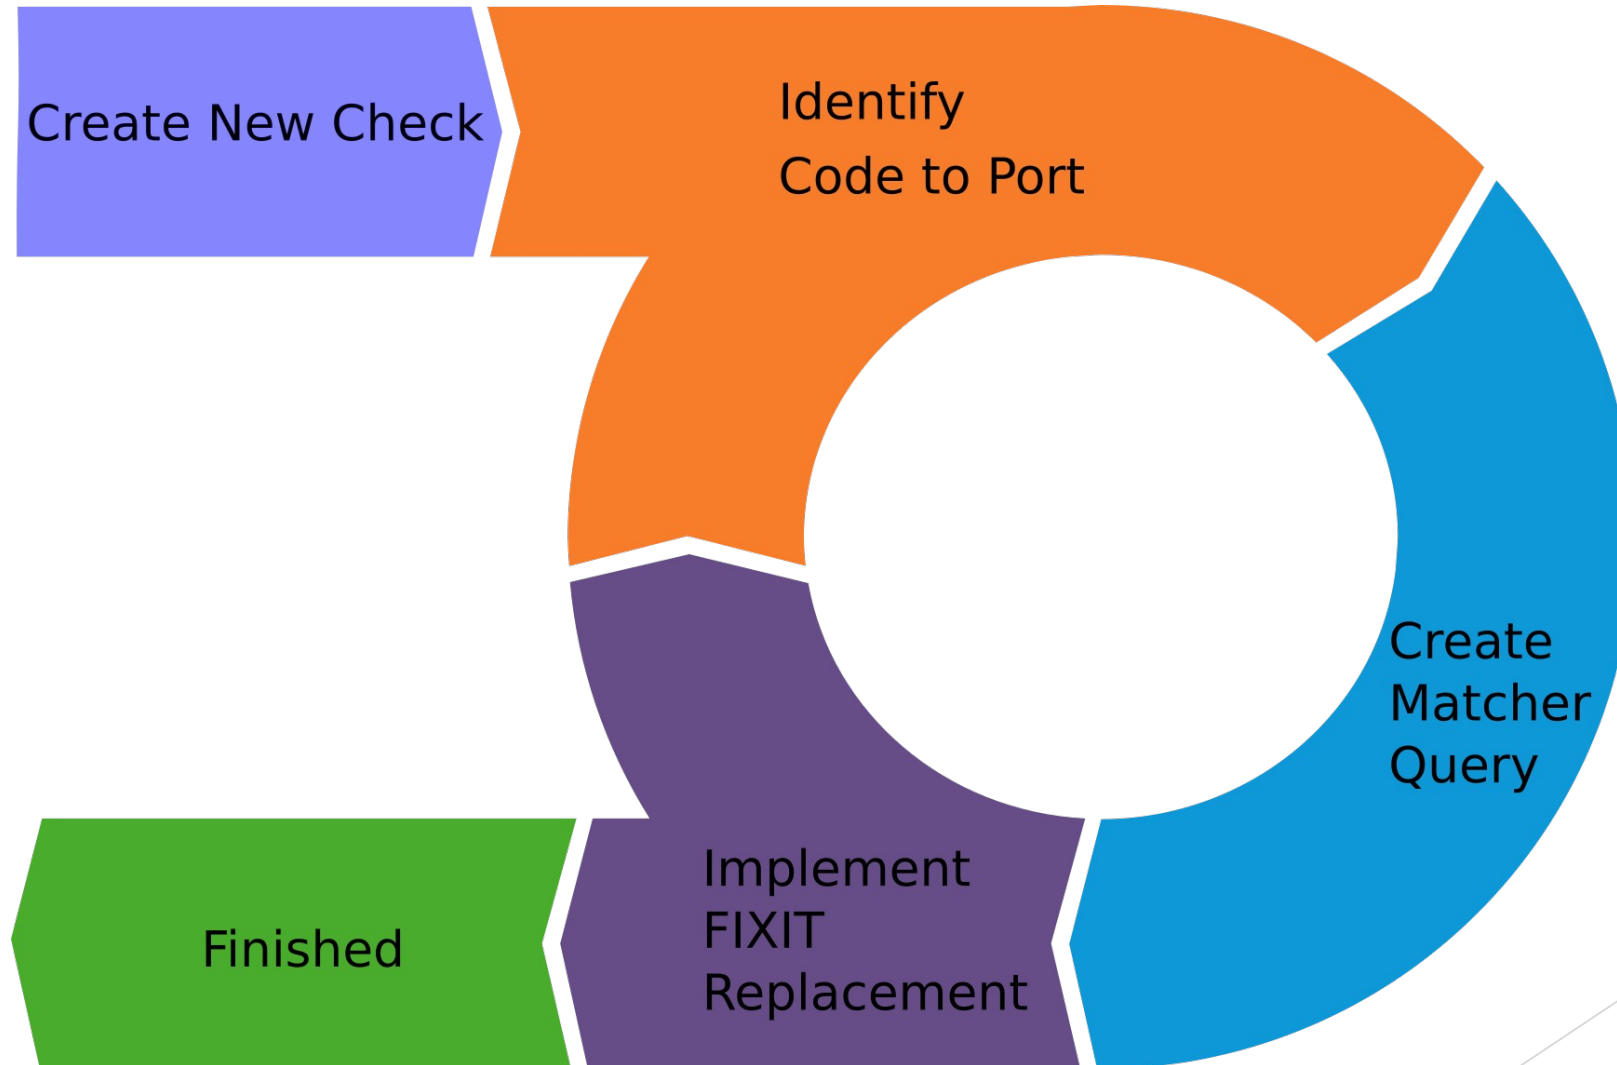 Create New Check
Identify
Code to Port
Create
Matcher
Query
Implement
FIXIT
Replacement
Finished